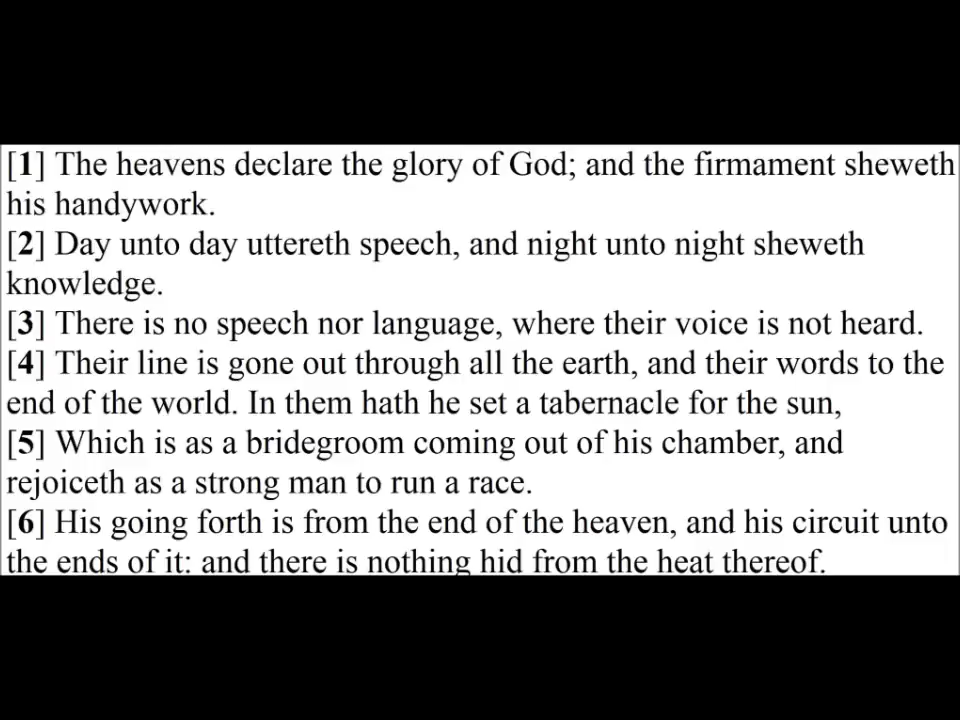 [1] The heavens declare the glory of God; and the firmament sheweth
his handywork.
[2] Day unto day uttereth speech, and night unto night sheweth
knowledge.
[3] There is no speech nor language, where their voice is not heard.
[4] Their line is gone out through all the earth, and their words to the
end of the world. In them hath he set a tabernacle for the sun,
[5] Which is as a bridegroom coming out of his chamber, and
rejoiceth as a strong man to run a race.
[6] His going forth is from the end of the heaven, and his circuit unto
the ends of it: and there is nothing hid from the heat thereof.